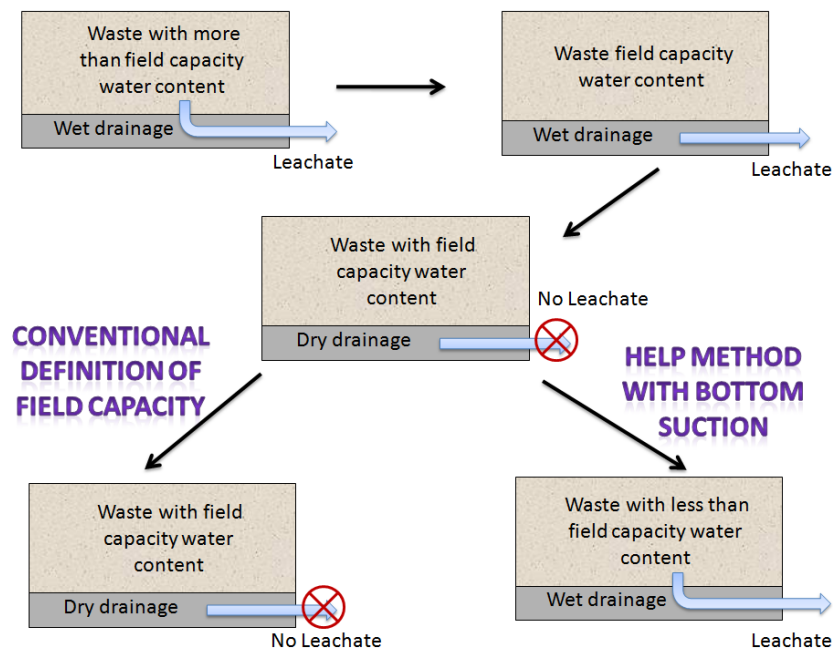 Waste with more
than field capacity
water content
Wet drainage
Leachate
Waste field capacity
water content
Wet drainage
Leachate
Waste with field
capacity water
content
No Leachate
Dry drainage
CONVENTIONAL
DEFINITION OF
FIELD CAPACITY
HELP METHOD
WITH BOTTOM
SUCTION
Waste with field
capacity water
content
Dry drainage
No Leachate
Waste with less than
field capacity water
content
Wet drainage
Leachate